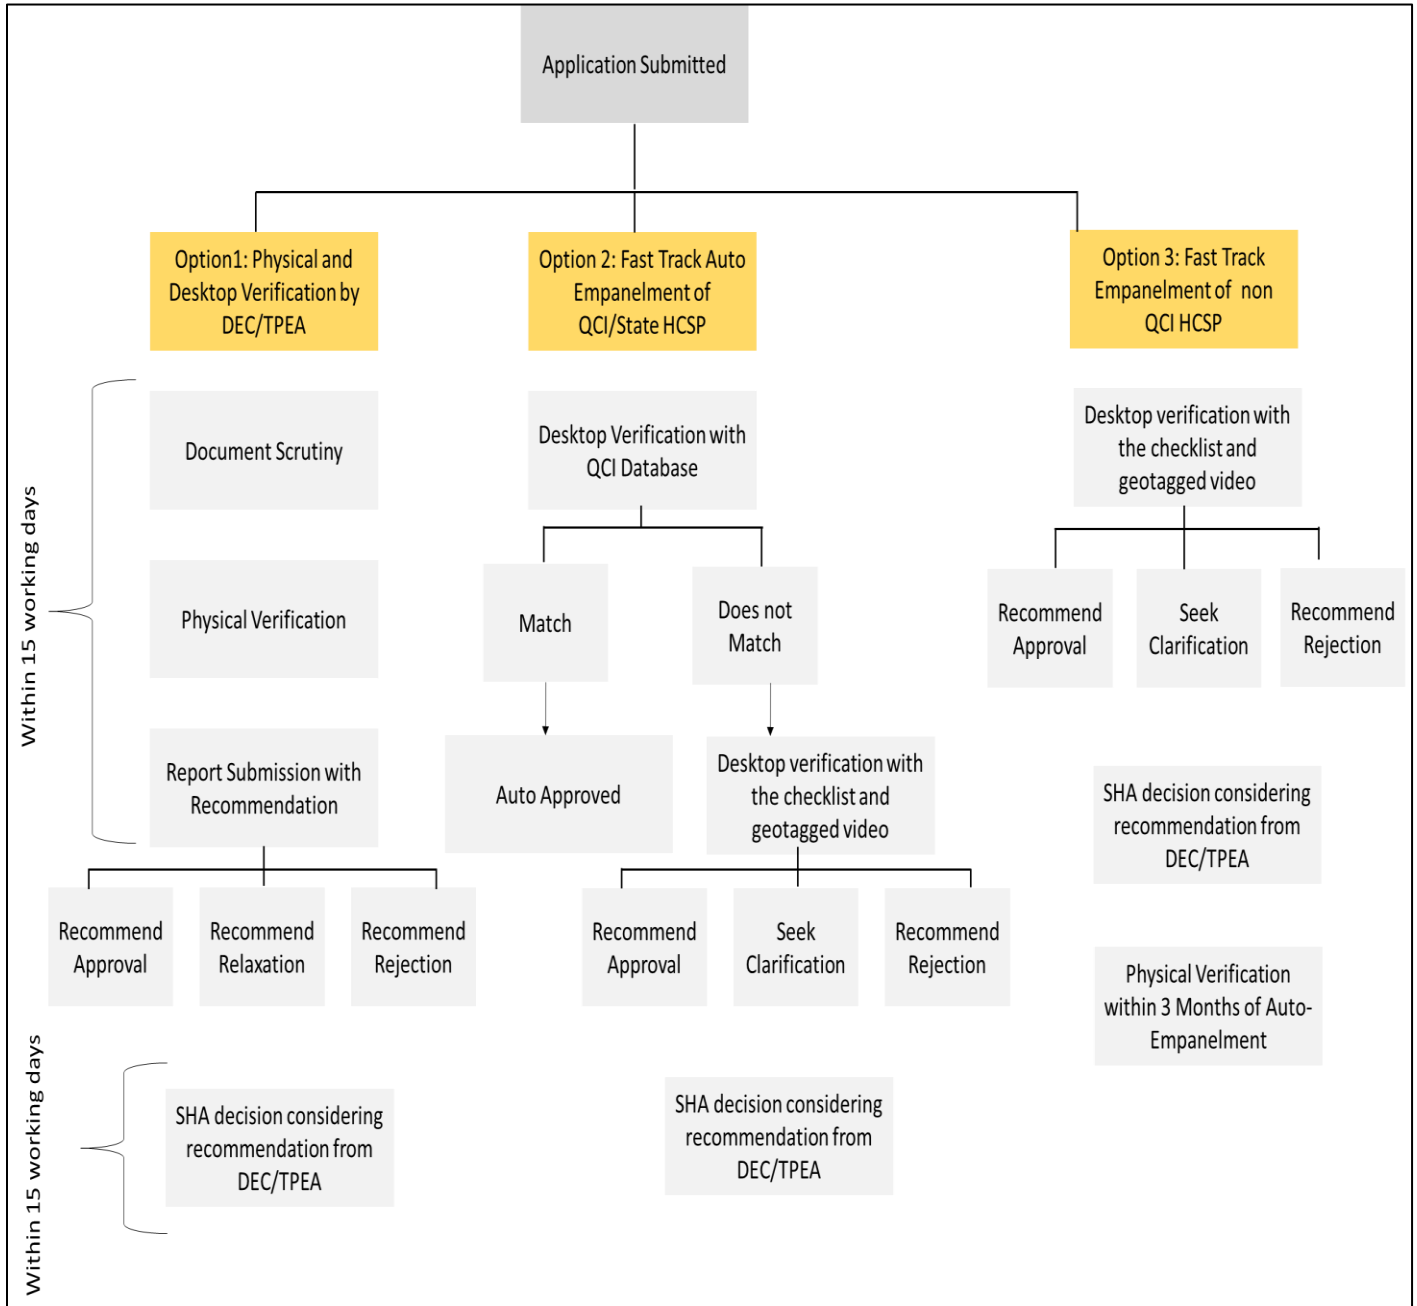 Application Submitted
Option1: Physical and
Desktop Verification by
DEC/TPEA
Option 2: Fast Track Auto
Empanelment of
QCI/State HCSP
Option 3: Fast Track
Empanelment of non
QCI HCSP
Within 15 working days
Document Scrutiny
Physical Verification
Report Submission with
Recommendation
Recommend
Approval
Recommend
Relaxation
Recommend
Rejection
Within 15 working days
SHA decision considering
recommendation from
DEC/TPEA
Desktop Verification with
QCI Database
Match
Does not
Match
Auto Approved
Desktop verification with
the checklist and
geotagged video
Recommend
Approval
Seek
Clarification
Recommend
Rejection
SHA decision considering
recommendation from
DEC/TPEA
Desktop verification with
the checklist and
geotagged video
Recommend
Approval
Seek
Clarification
Recommend
Rejection
SHA decision considering
recommendation from
DEC/TPEA
Physical Verification
within 3 Months of Auto-
Empanelment